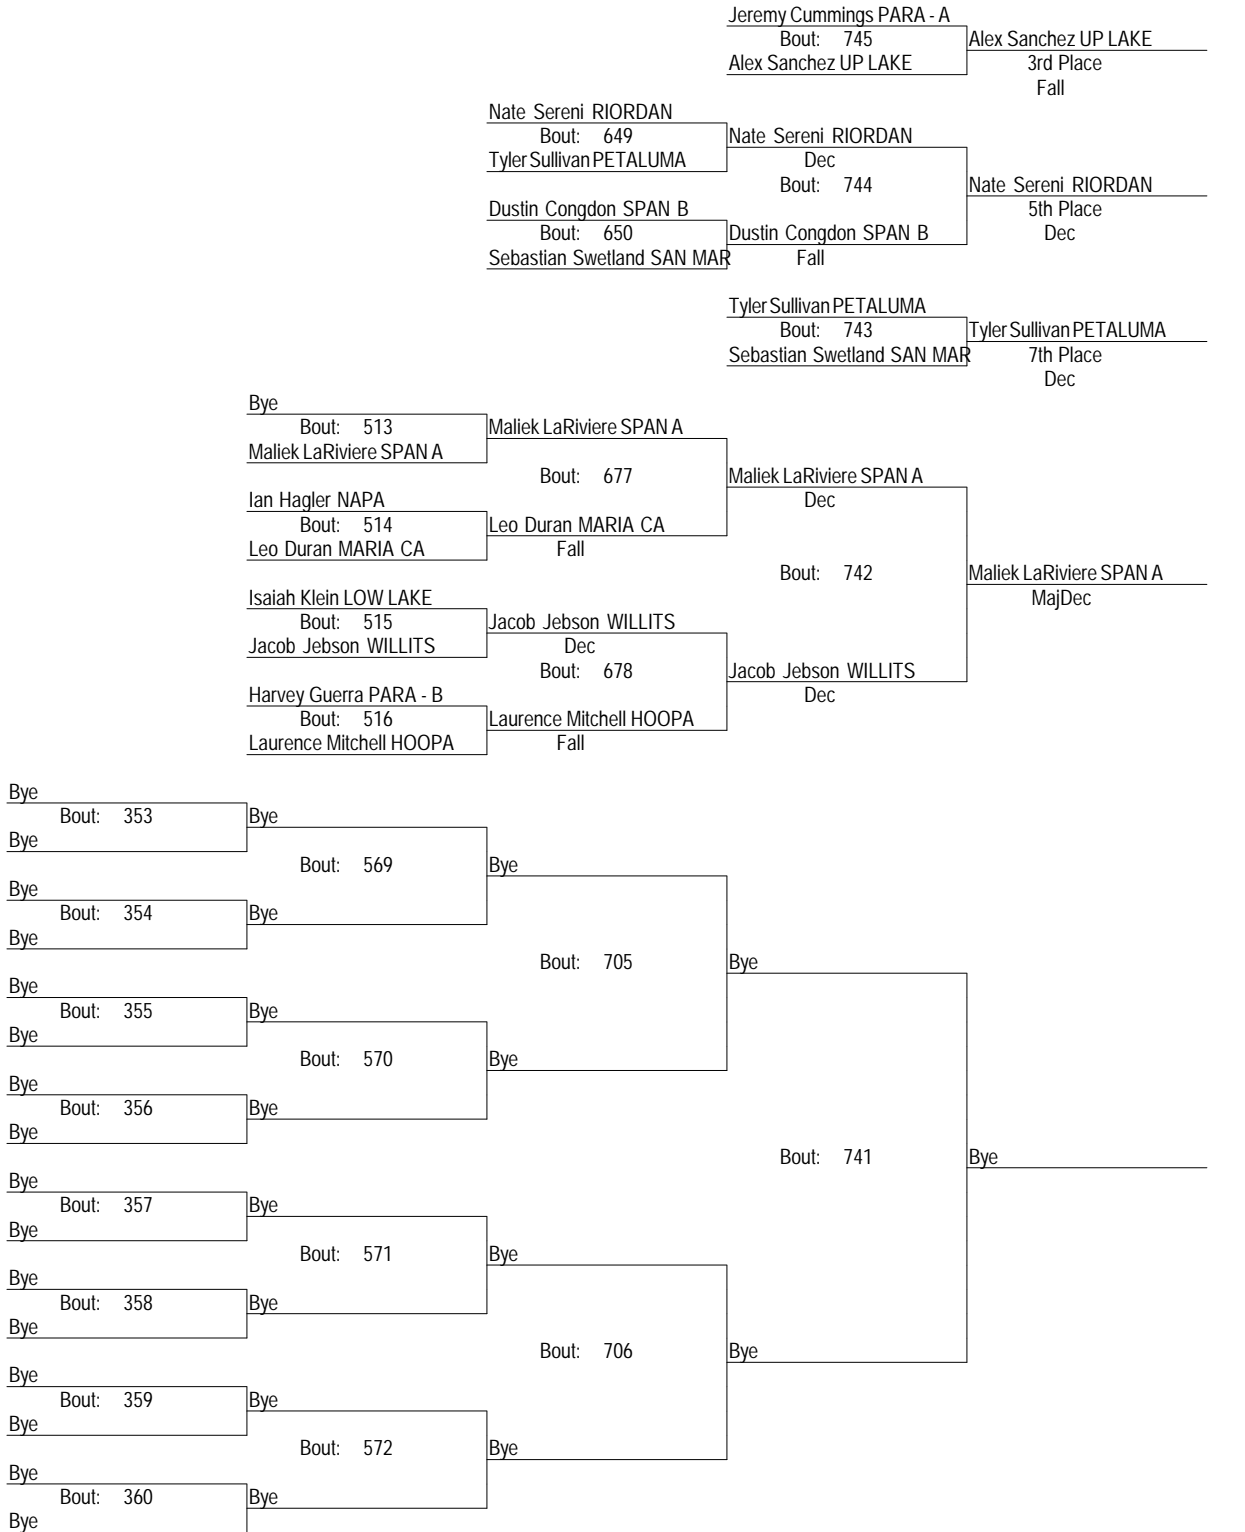 Jeremy Cummings PARA - A
Bout: 745
Alex Sanchez UP LAKE
Alex Sanchez UP LAKE
3rd Place
Fall
Nate Sereni RIORDAN
Bout: 649
Tyler Sullivan PETALUMA
Nate Sereni RIORDAN
Dec
Bout: 744
Nate Sereni RIORDAN
5th Place
Dec
Dustin Congdon SPAN B
Bout: 650
Sebastian Swetland SAN MAR
Dustin Congdon SPAN B
Fall
Tyler Sullivan PETALUMA
Bout: 743
Sebastian Swetland SAN MAR
Tyler Sullivan PETALUMA
7th Place
Dec
Bye
Bout: 513
Maliek LaRiviere SPAN A
Maliek LaRiviere SPAN A
Bout: 677
Maliek LaRiviere SPAN A
Dec
Ian Hagler NAPA
Bout: 514
Leo Duran MARIA CA
Leo Duran MARIA CA
Fall
Bout: 742
Maliek LaRiviere SPAN A
MajDec
Isaiah Klein LOW LAKE
Bout: 515
Jacob Jebson WILLITS
Jacob Jebson WILLITS
Dec
Bout: 678
Jacob Jebson WILLITS
Dec
Harvey Guerra PARA - B
Bout: 516
Laurence Mitchell HOOPA
Laurence Mitchell HOOPA
Fall
Bye
Bout: 353
Bye
Bye
Bout: 569
Bye
Bye
Bout: 354
Bye
Bye
Bout: 705
Bye
Bye
Bout: 355
Bye
Bye
Bout: 570
Bye
Bye
Bout: 356
Bye
Bye
Bout: 741
Bye
Bye
Bout: 357
Bye
Bye
Bout: 571
Bye
Bye
Bout: 358
Bye
Bye
Bout: 706
Bye
Bye
Bout: 359
Bye
Bye
Bout: 572
Bye
Bye
Bout: 360
Bye
Bye